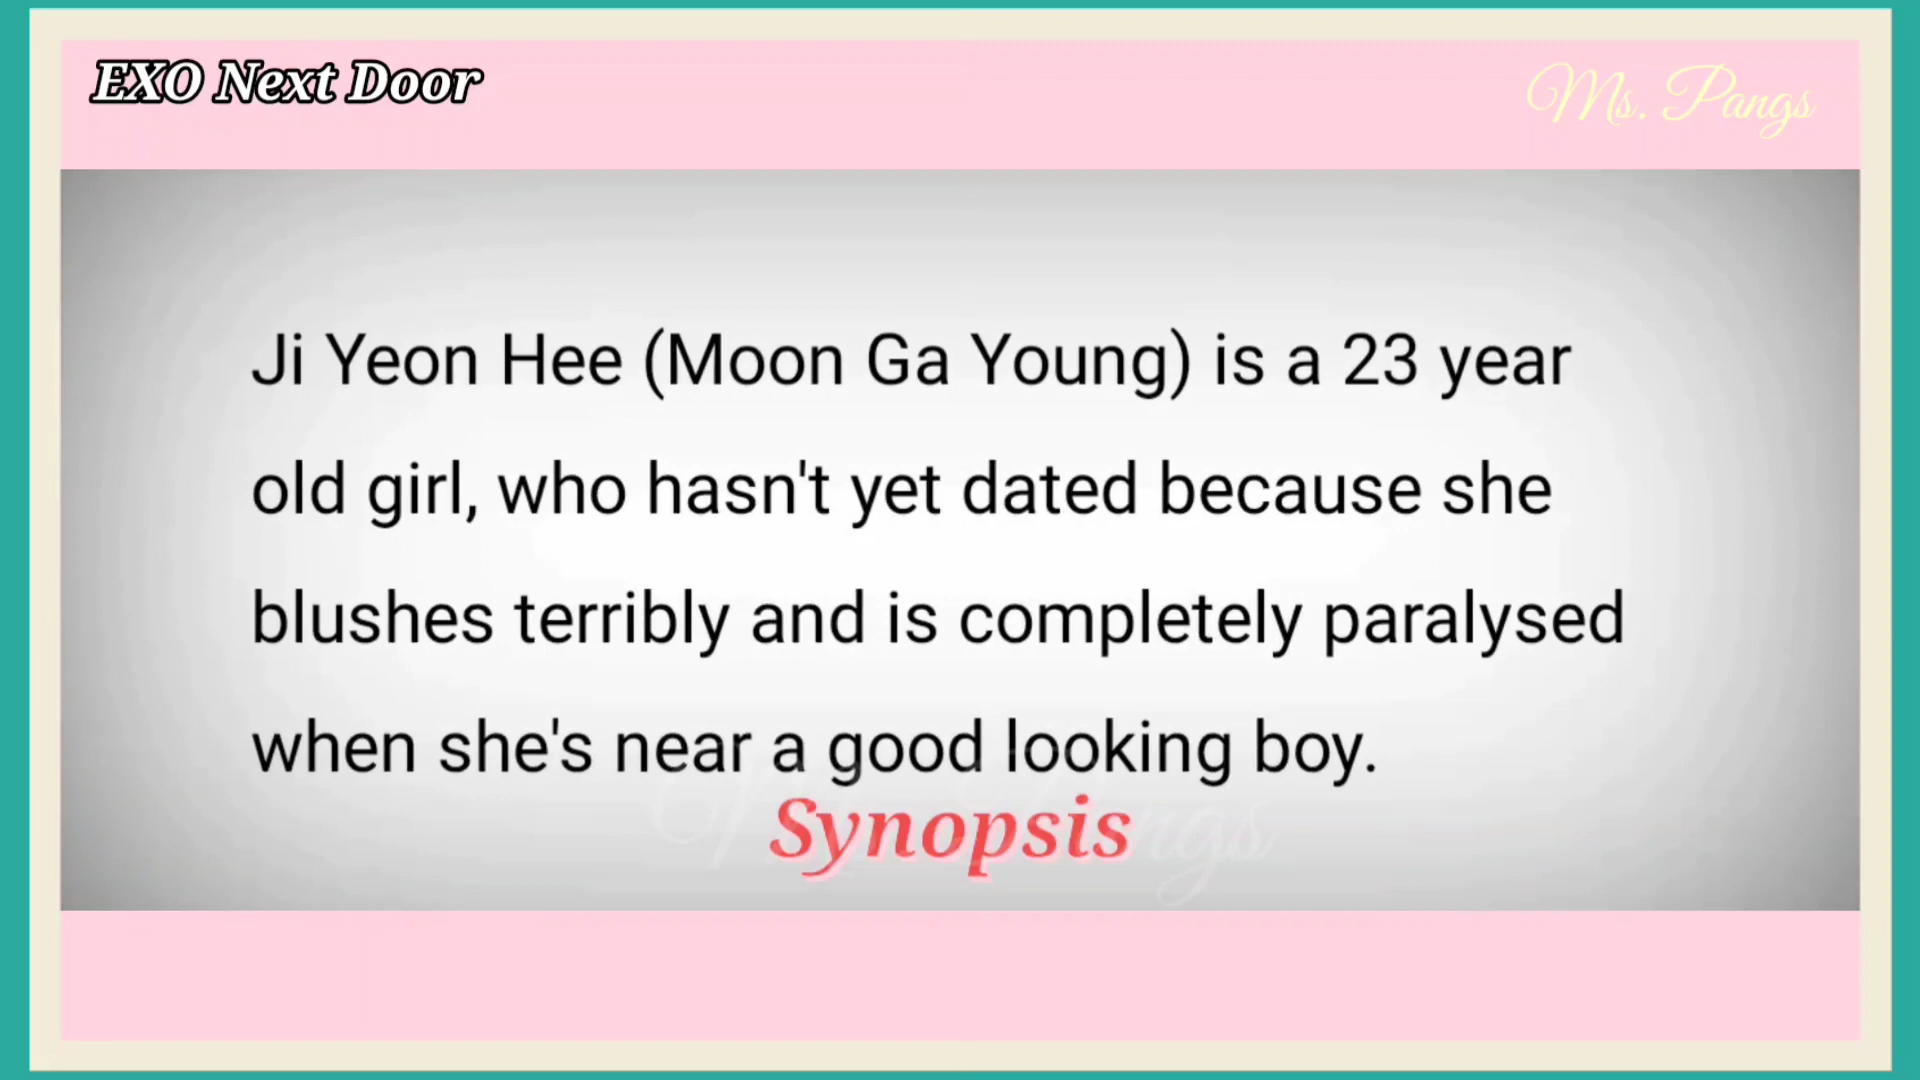 EXO Next Door
Ms. Pangs
Ji Yeon Hee (Moon Ga Young) is a 23 year
old girl, who hasn't yet dated because she
blushes terribly and is completely paralysed
when she's near a good looking boy.
Synopsis